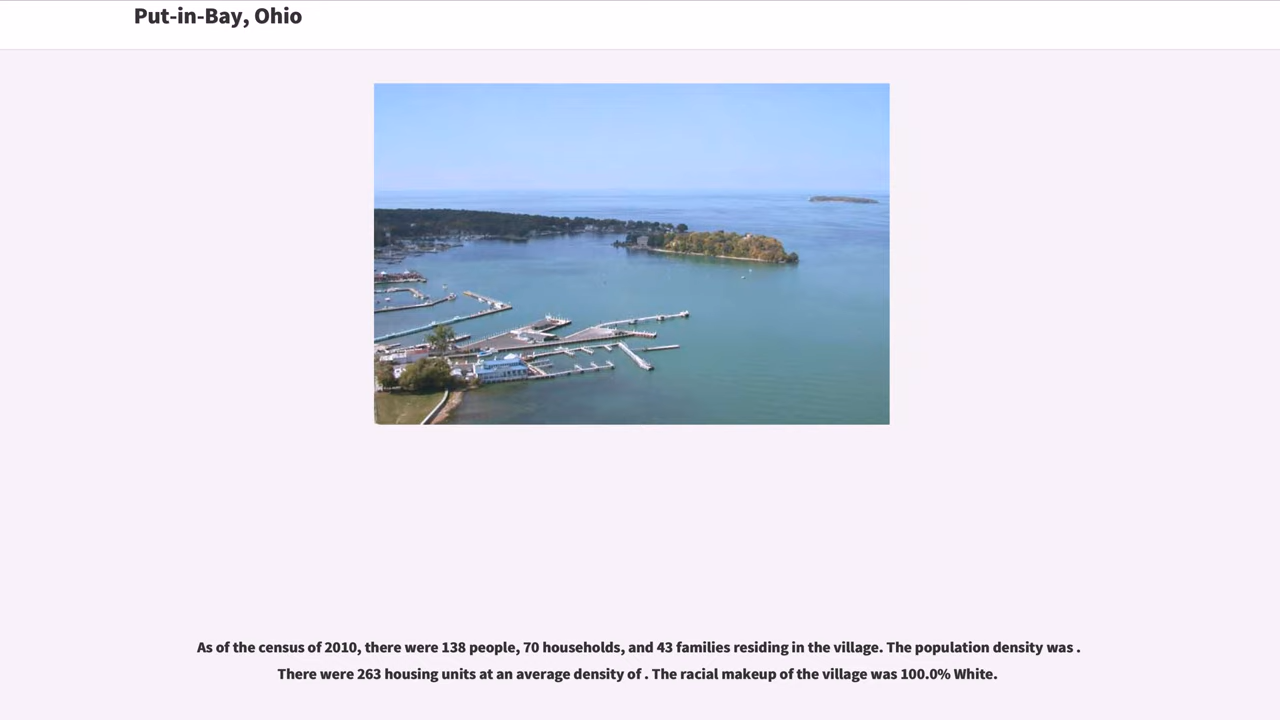 Put-in-Bay, Ohio
As of the census of 2010, there were 138 people, 70 households, and 43 families residing in the village. The population density was .
There were 263 housing units at an average density of . The racial makeup of the village was 100.0% White.